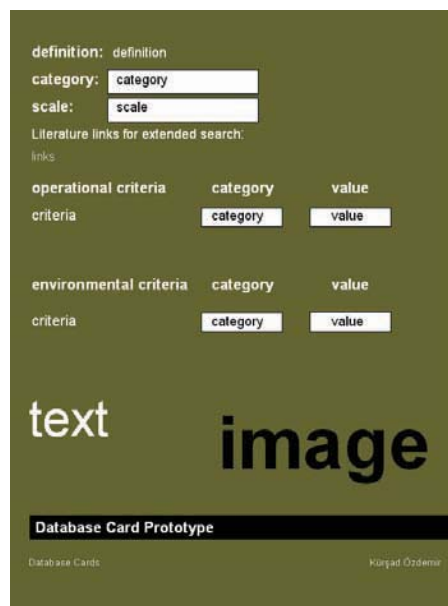 definition: definition
category: category
scale: scale
Literature links for extended search:
links
operational criteria category value
criteria category value
environmental criteria category value
criteria category value
text
image
Database Card Prototype
Database Cards Kürşad Özdemir